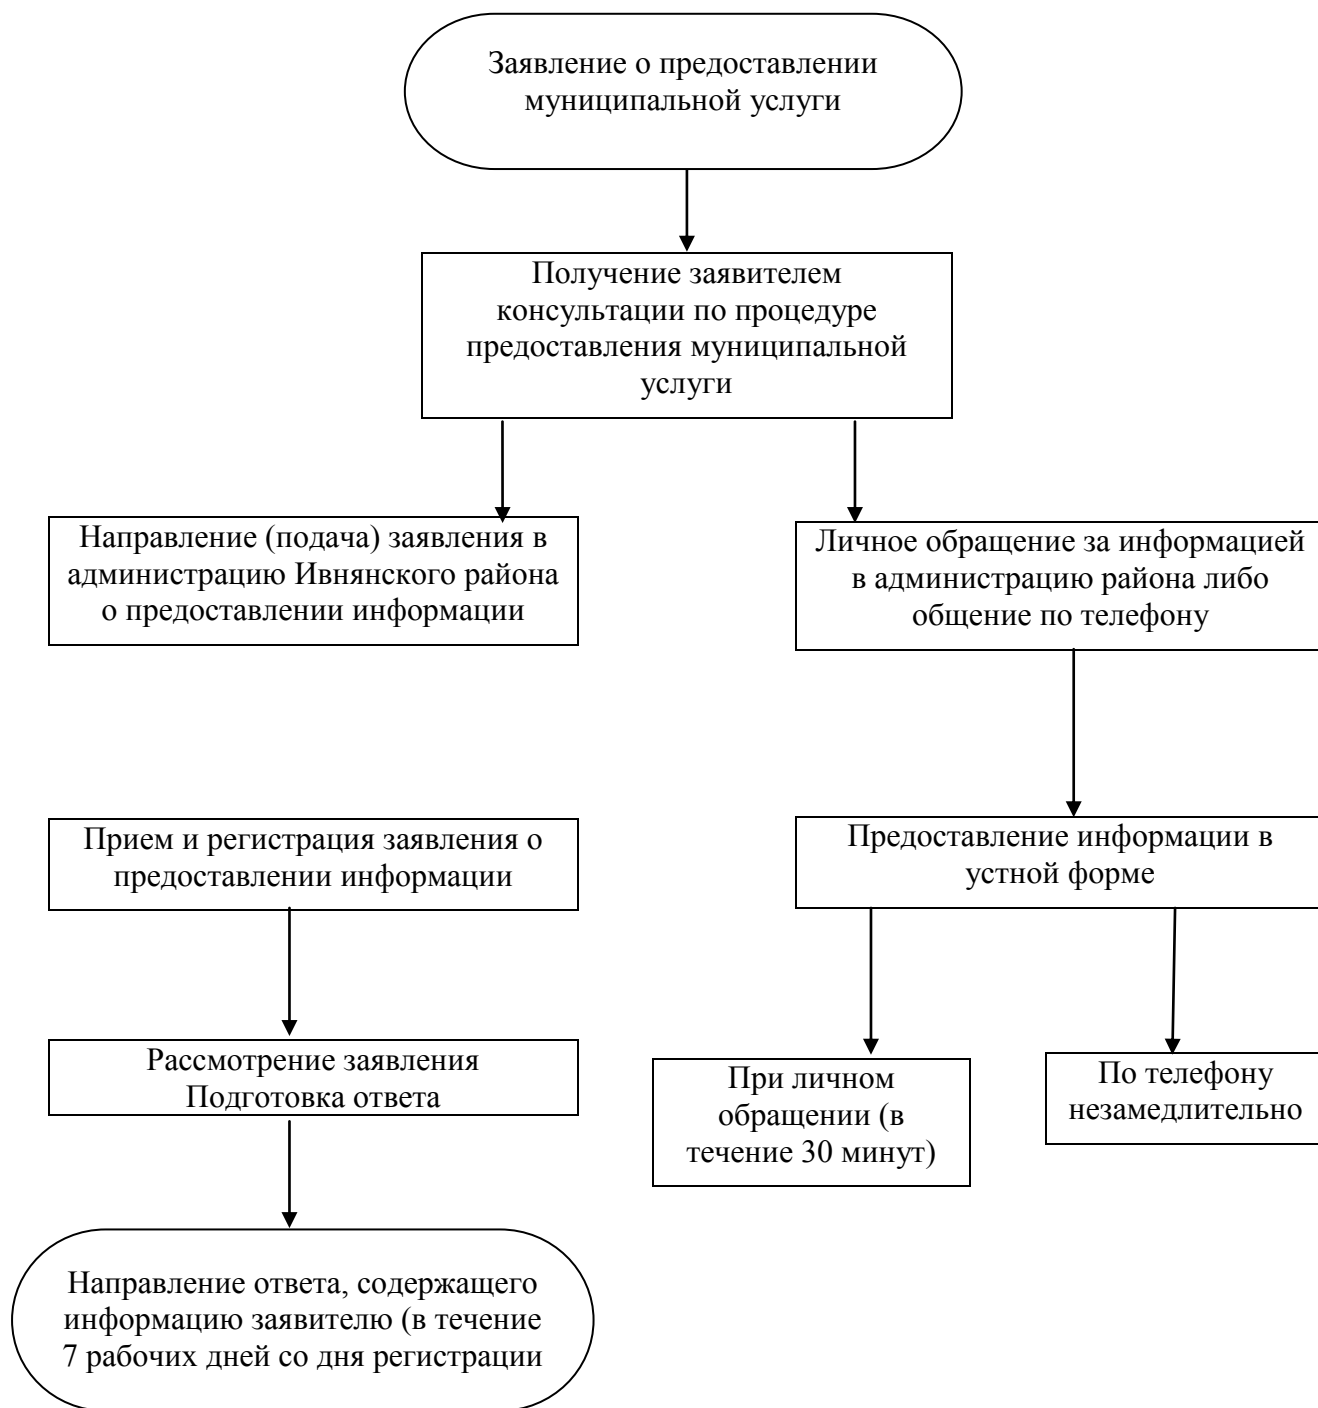 Заявление о предоставлении
муниципальной услуги
Получение заявителем
консультации по процедуре
предоставления муниципальной
услуги
Направление (подача) заявления в
администрацию Ивнянского района
о предоставлении информации
Личное обращение за информацией
в администрацию района либо
общение по телефону
Прием и регистрация заявления о
предоставлении информации
Предоставление информации в
устной форме
Рассмотрение заявления
Подготовка ответа
При личном
обращении (в
течение 30 минут)
По телефону
незамедлительно
Направление ответа, содержащего
информацию заявителю (в течение
7 рабочих дней со дня регистрации